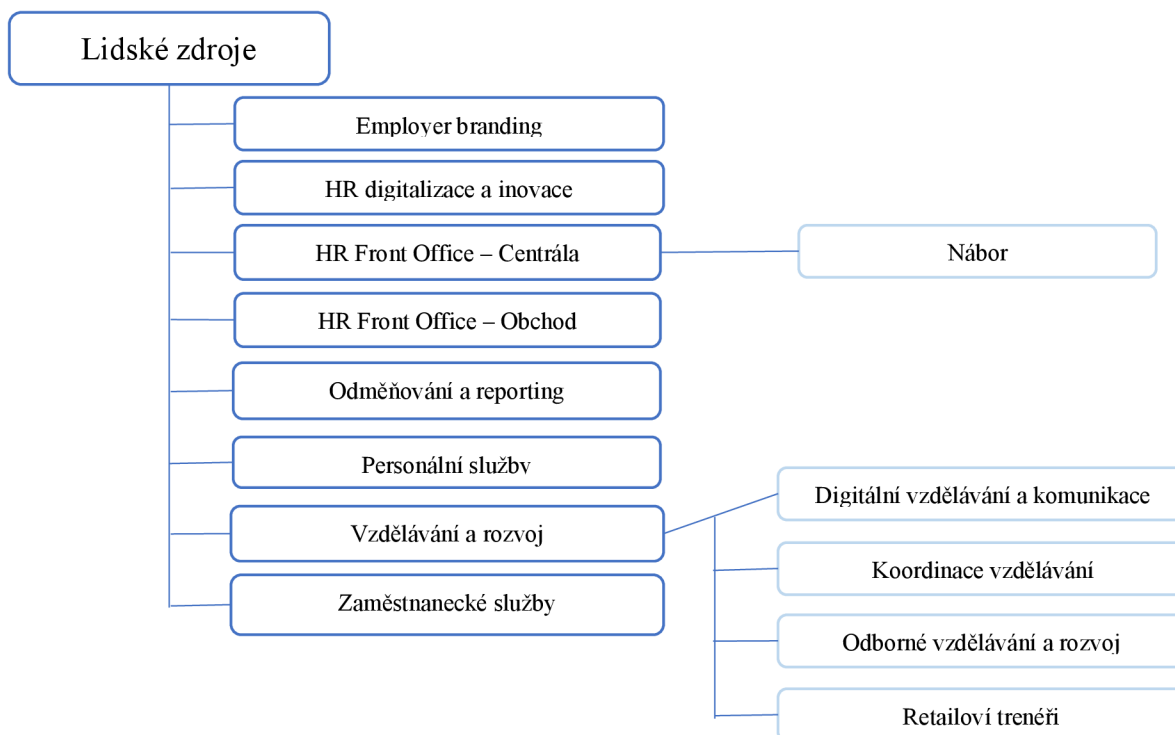 Lidské zdroje
Employer branding
HR digitalizace a inovace
HR Front Office – Centrála
Nábor
HR Front Office – Obchod
Odměňování a reporting
Personální služby
Digitální vzdělávání a komunikace
Vzdělávání a rozvoj
Koordinace vzdělávání
Zaměstnanecké služby
Odborné vzdělávání a rozvoj
Retailoví trenéři